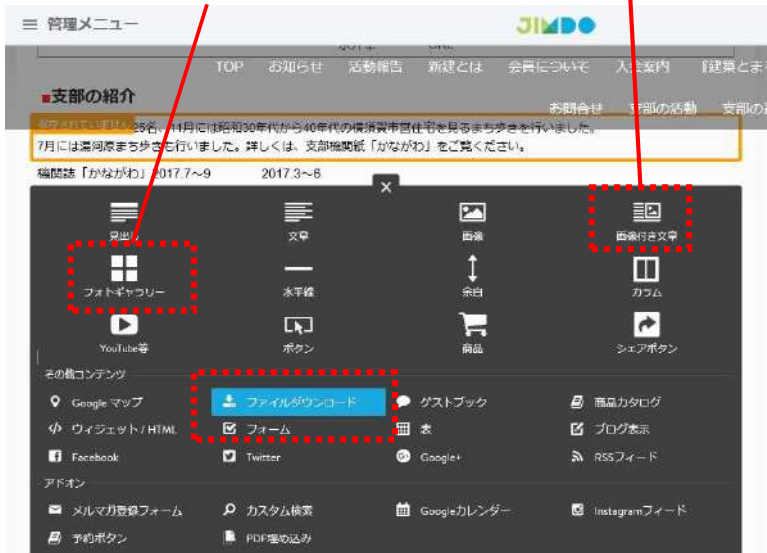 管理メニュー
JIMDO
TOP お知らせ 活動報告 新建とは 会員について 入会案内 『建築とま
■支部の紹介
お問合せ 支部の活動
25名、11月には昭和30年代から40年代の横須賀市営住宅を見るまち歩きを行いました。
7月には湯河原まち歩きも行いました。詳しくは、支部機関紙「かながわ」をご覧ください。
機関誌「かながわ」2017.7～9 2017.3～6
見出し 文章 画像 画像付き文章
フォトギャラリー 水平線 余白 カラム
YouTube等 ボタン 商品 シェアボタン
その他コンテンツ
Google マップ ファイルダウンロード ゲストブック 商品カタログ
ウィジェット / HTML フォーム 表 ブログ表示
Facebook Twitter Google+ RSSフィード
アドオン
メルマガ登録フォーム カスタム検索 Googleカレンダー Instagramフィード
予約ボタン PDF埋め込み